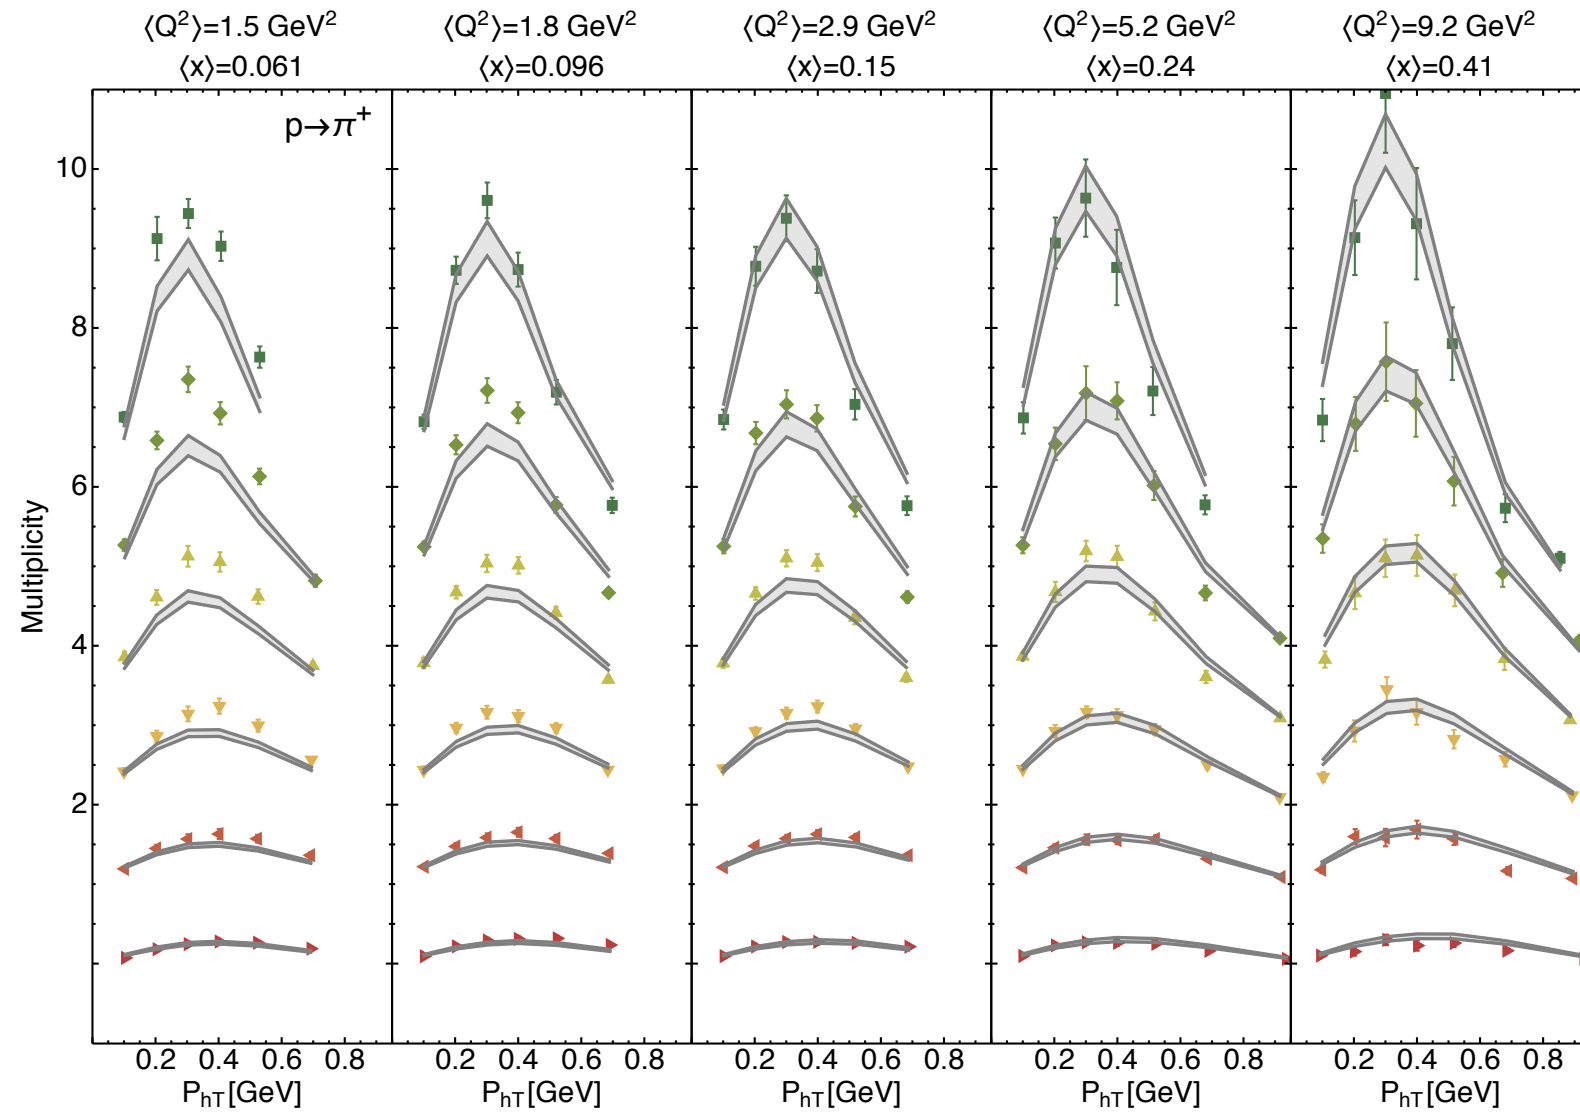 ⟨Q²⟩=1.5 GeV² ⟨Q²⟩=1.8 GeV² ⟨Q²⟩=2.9 GeV² ⟨Q²⟩=5.2 GeV² ⟨Q²⟩=9.2 GeV²
⟨x⟩=0.061 ⟨x⟩=0.096 ⟨x⟩=0.15 ⟨x⟩=0.24 ⟨x⟩=0.41
p→π⁺
10
8
6
4
2
Multiplicity
0.2 0.4 0.6 0.8 0.2 0.4 0.6 0.8 0.2 0.4 0.6 0.8 0.2 0.4 0.6 0.8 0.2 0.4 0.6 0.8
P_hT[GeV] P_hT[GeV] P_hT[GeV] P_hT[GeV] P_hT[GeV]